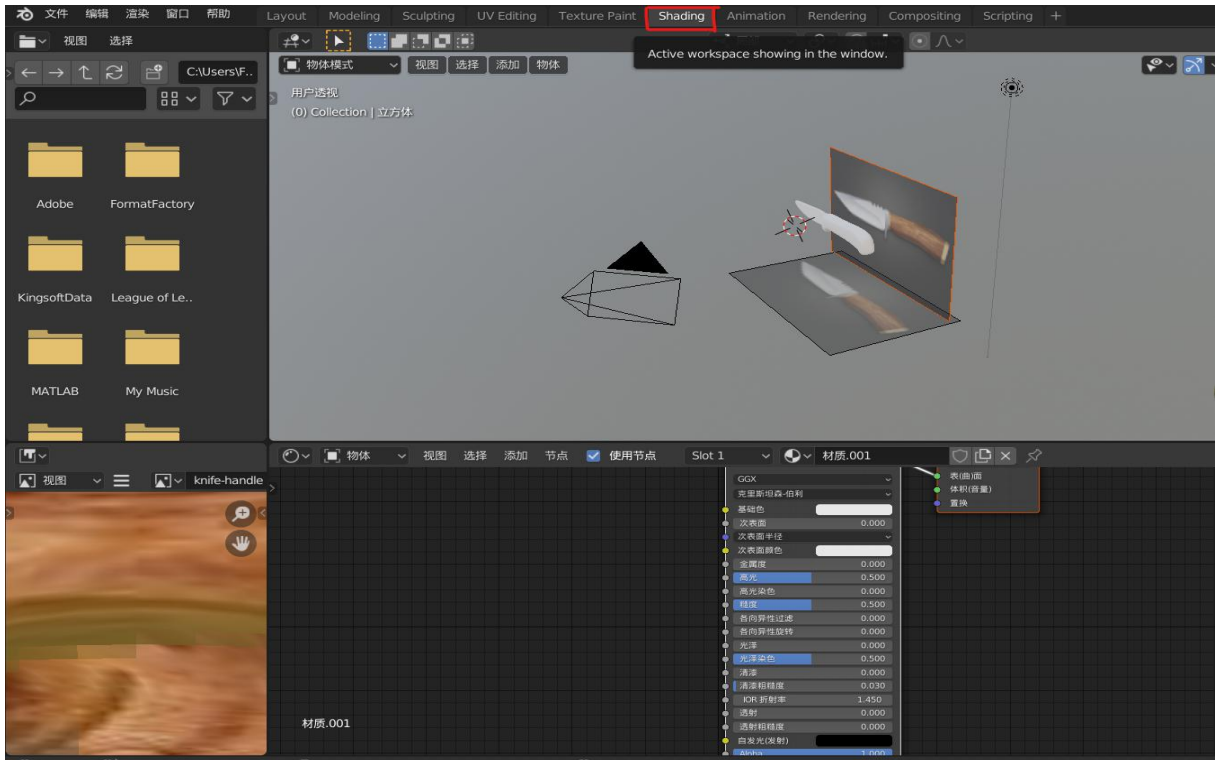 文件 编辑 渲染 窗口 帮助 Layout Modeling Sculpting UV Editing Texture Paint Shading Animation Rendering Compositing Scripting +
视图 选择
Active workspace showing in the window.
C:\Users\F..
物体模式 视图 选择 添加 物体
用户透视
(0) Collection | 立方体
Adobe FormatFactory
KingsoftData League of Le..
MATLAB My Music
物体 视图 选择 添加 节点 使用节点 Slot 1 材质.001
视图 knife-handle
GGX
克里斯坦森-伯利
基础色
次表面 0.000
次表面半径
次表面颜色
金属度 0.000
高光 0.500
高光染色 0.000
糙度 0.500
各向异性过滤 0.000
各向异性旋转 0.000
光泽 0.000
光泽染色 0.500
清漆 0.000
清漆粗糙度 0.030
IOR 折射率 1.450
透射 0.000
透射粗糙度 0.000
自发光(发射)
Alpha 1.000
表(曲)面
体积(音量)
置换
材质.001